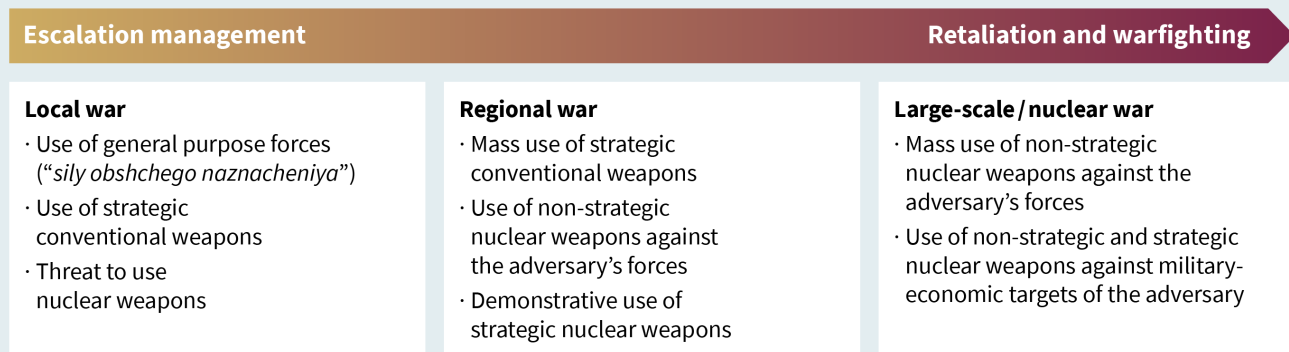 Escalation management
Retaliation and warfighting
Local war
· Use of general purpose forces
(“sily obshchego naznacheniya”)
· Use of strategic
conventional weapons
· Threat to use
nuclear weapons
Regional war
· Mass use of strategic
conventional weapons
· Use of non-strategic
nuclear weapons against
the adversary’s forces
· Demonstrative use of
strategic nuclear weapons
Large-scale/nuclear war
· Mass use of non-strategic
nuclear weapons against the
adversary’s forces
· Use of non-strategic and strategic
nuclear weapons against military-
economic targets of the adversary